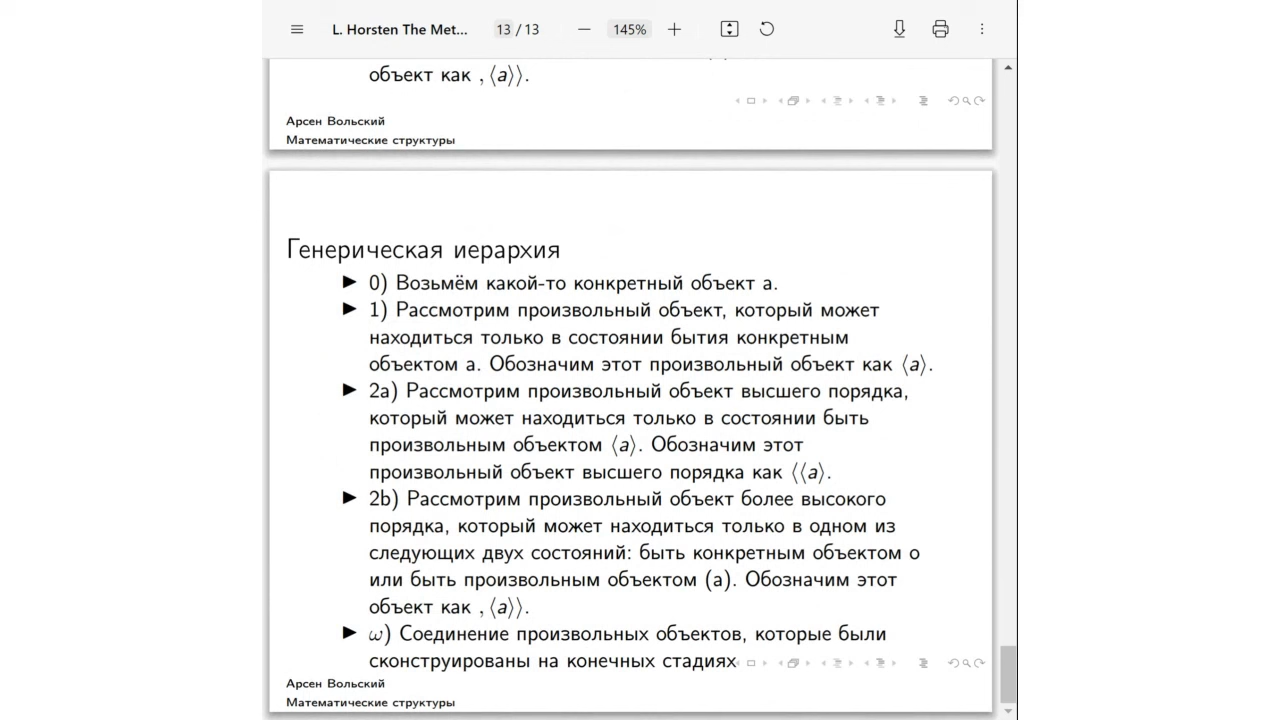 L. Horsten The Met...
13 / 13
145%
объект как , ⟨a⟩⟩.
Арсен Вольский
Математические структуры
Генерическая иерархия
0) Возьмём какой-то конкретный объект a.
1) Рассмотрим произвольный объект, который может
находиться только в состоянии бытия конкретным
объектом a. Обозначим этот произвольный объект как ⟨a⟩.
2a) Рассмотрим произвольный объект высшего порядка,
который может находиться только в состоянии быть
произвольным объектом ⟨a⟩. Обозначим этот
произвольный объект высшего порядка как ⟨⟨a⟩.
2b) Рассмотрим произвольный объект более высокого
порядка, который может находиться только в одном из
следующих двух состояний: быть конкретным объектом о
или быть произвольным объектом (a). Обозначим этот
объект как , ⟨a⟩⟩.
ω) Соединение произвольных объектов, которые были
сконструированы на конечных стадиях
Арсен Вольский
Математические структуры